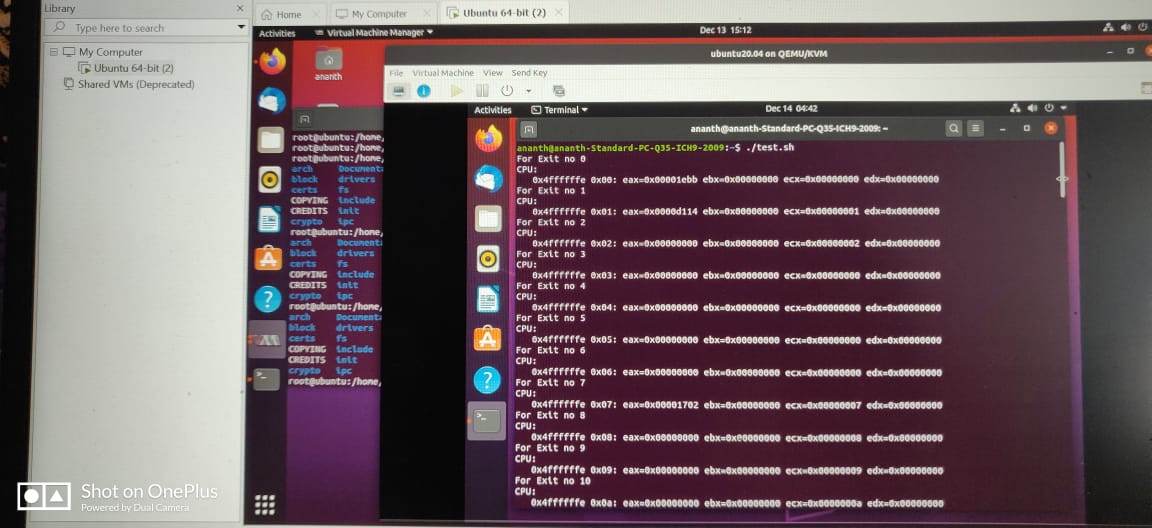 Library
Type here to search
My Computer
Ubuntu 64-bit (2)
Shared VMs (Deprecated)
Home
My Computer
Ubuntu 64-bit (2)
Activities
Virtual Machine Manager
Dec 13 15:12
ananth
root@ubuntu:/home,
root@ubuntu:/home,
root@ubuntu:/home,
arch Document
block drivers
certs fs
COPYING include
CREDITS init
crypto ipc
root@ubuntu:/home,
arch Document
block drivers
certs fs
COPYING include
CREDITS init
crypto ipc
root@ubuntu:/home,
arch Document
block drivers
certs fs
COPYING include
CREDITS init
crypto ipc
root@ubuntu:/home,
ubuntu20.04 on QEMU/KVM
File Virtual Machine View Send Key
Activities
Terminal
Dec 14 04:42
ananth@ananth-Standard-PC-Q35-ICH9-2009: ~
ananth@ananth-Standard-PC-Q35-ICH9-2009:~$ ./test.sh
For Exit no 0
CPU:
0x4ffffffe 0x00: eax=0x00001ebb ebx=0x00000000 ecx=0x00000000 edx=0x00000000
For Exit no 1
CPU:
0x4ffffffe 0x01: eax=0x0000d114 ebx=0x00000000 ecx=0x00000001 edx=0x00000000
For Exit no 2
CPU:
0x4ffffffe 0x02: eax=0x00000000 ebx=0x00000000 ecx=0x00000002 edx=0x00000000
For Exit no 3
CPU:
0x4ffffffe 0x03: eax=0x00000000 ebx=0x00000000 ecx=0x00000000 edx=0x00000000
For Exit no 4
CPU:
0x4ffffffe 0x04: eax=0x00000000 ebx=0x00000000 ecx=0x00000000 edx=0x00000000
For Exit no 5
CPU:
0x4ffffffe 0x05: eax=0x00000000 ebx=0x00000000 ecx=0x00000000 edx=0x00000000
For Exit no 6
CPU:
0x4ffffffe 0x06: eax=0x00000000 ebx=0x00000000 ecx=0x00000000 edx=0x00000000
For Exit no 7
CPU:
0x4ffffffe 0x07: eax=0x00001702 ebx=0x00000000 ecx=0x00000007 edx=0x00000000
For Exit no 8
CPU:
0x4ffffffe 0x08: eax=0x00000000 ebx=0x00000000 ecx=0x00000008 edx=0x00000000
For Exit no 9
CPU:
0x4ffffffe 0x09: eax=0x00000000 ebx=0x00000000 ecx=0x00000009 edx=0x00000000
For Exit no 10
CPU:
0x4ffffffe 0x0a: eax=0x00000000 ebx=0x00000000 ecx=0x0000000a edx=0x00000000
Shot on OnePlus
Powered by Dual Camera